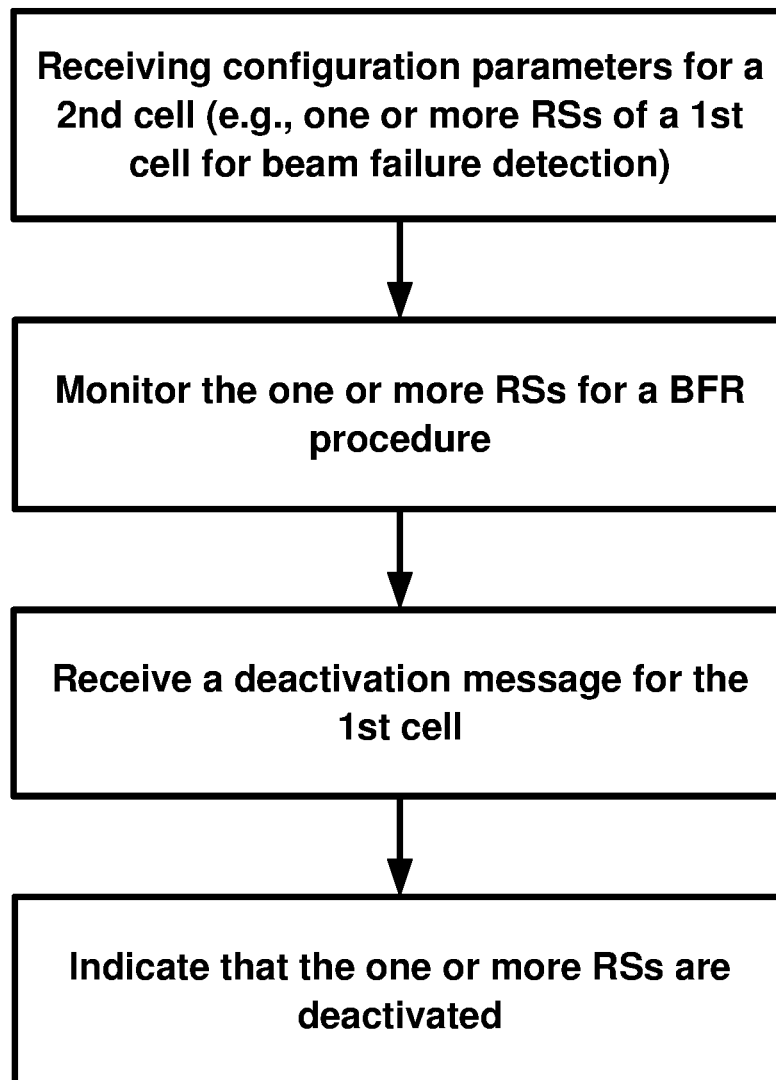 Receiving configuration parameters for a
2nd cell (e.g., one or more RSs of a 1st
cell for beam failure detection)
Monitor the one or more RSs for a BFR
procedure
Receive a deactivation message for the
1st cell
Indicate that the one or more RSs are
deactivated